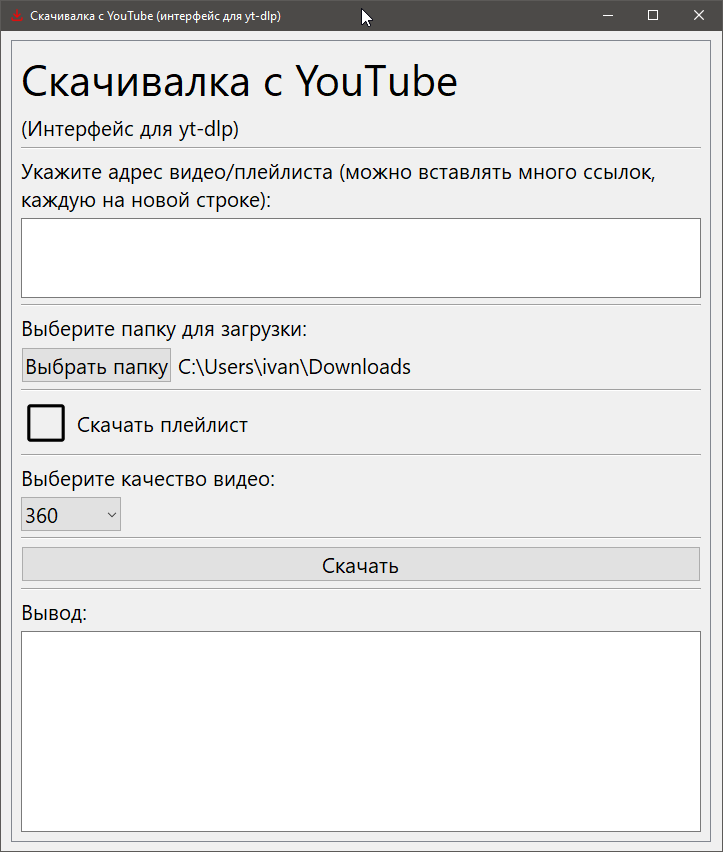 Скачивалка с YouTube (интерфейс для yt-dlp)
Скачивалка с YouTube
(Интерфейс для yt-dlp)
Укажите адрес видео/плейлиста (можно вставлять много ссылок,
каждую на новой строке):
Выберите папку для загрузки:
Выбрать папку C:\Users\ivan\Downloads
Скачать плейлист
Выберите качество видео:
360
Скачать
Вывод: